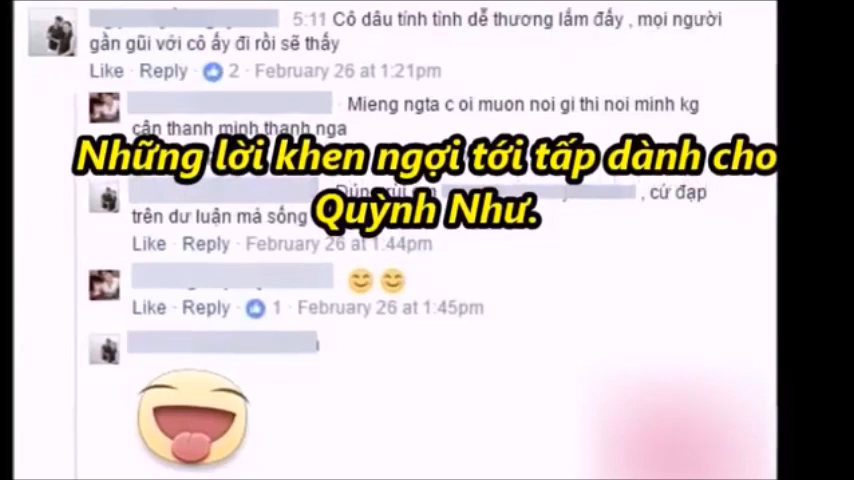 5:11 Cô dâu tính tình dễ thương lắm đấy , mọi người
gần gũi với cô ấy đi rồi sẽ thấy
Like · Reply · 2 · February 26 at 1:21pm
· Mieng ngta c oi muon noi gi thi noi minh kg
cần thanh minh thanh nga
Những lời khen ngợi tới tấp dành cho
, cứ đạp
trên dư luận mà sống
Quỳnh Như.
Like · Reply · February 26 at 1:44pm
Like · Reply · 1 · February 26 at 1:45pm